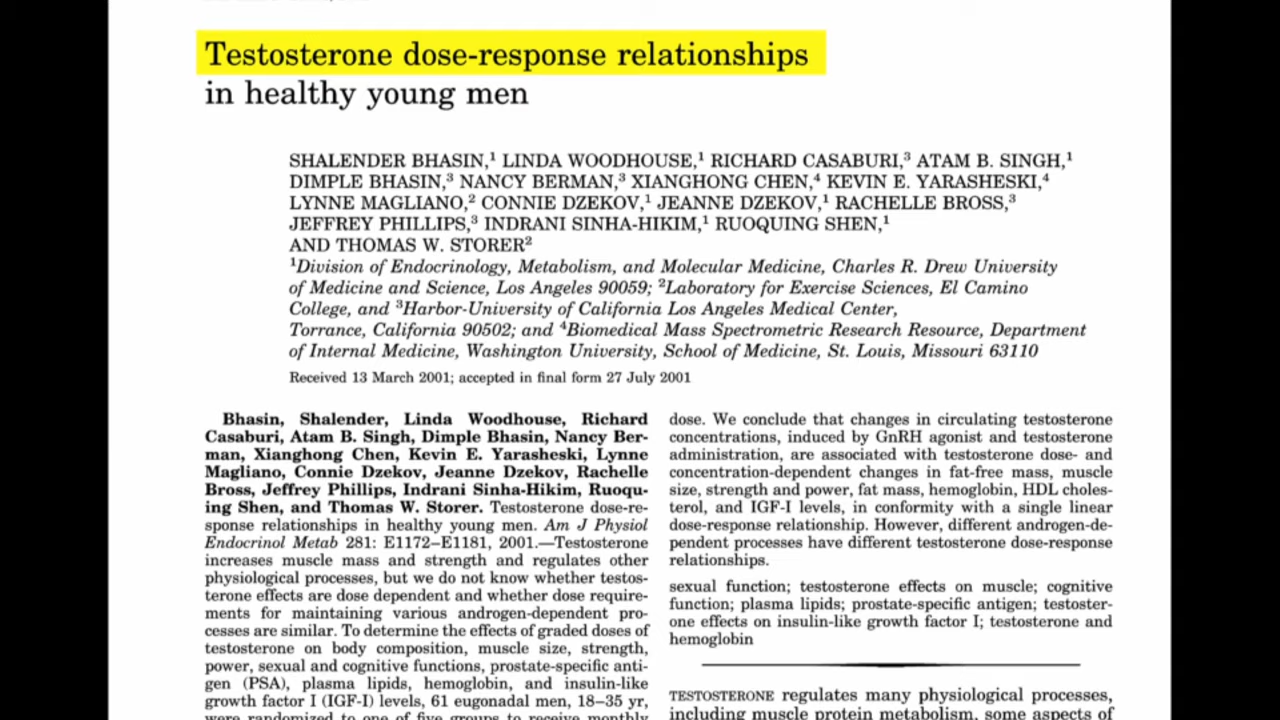 Testosterone dose-response relationships
in healthy young men
SHALENDER BHASIN,¹ LINDA WOODHOUSE,¹ RICHARD CASABURI,³ ATAM B. SINGH,¹
DIMPLE BHASIN,³ NANCY BERMAN,³ XIANGHONG CHEN,⁴ KEVIN E. YARASHESKI,⁴
LYNNE MAGLIANO,² CONNIE DZEKOV,¹ JEANNE DZEKOV,¹ RACHELLE BROSS,³
JEFFREY PHILLIPS,³ INDRANI SINHA-HIKIM,¹ RUOQUING SHEN,¹
AND THOMAS W. STORER²
¹Division of Endocrinology, Metabolism, and Molecular Medicine, Charles R. Drew University
of Medicine and Science, Los Angeles 90059; ²Laboratory for Exercise Sciences, El Camino
College, and ³Harbor-University of California Los Angeles Medical Center,
Torrance, California 90502; and ⁴Biomedical Mass Spectrometric Research Resource, Department
of Internal Medicine, Washington University, School of Medicine, St. Louis, Missouri 63110
Received 13 March 2001; accepted in final form 27 July 2001
Bhasin, Shalender, Linda Woodhouse, Richard
Casaburi, Atam B. Singh, Dimple Bhasin, Nancy Ber-
man, Xianghong Chen, Kevin E. Yarasheski, Lynne
Magliano, Connie Dzekov, Jeanne Dzekov, Rachelle
Bross, Jeffrey Phillips, Indrani Sinha-Hikim, Ruoqu-
ing Shen, and Thomas W. Storer. Testosterone dose-re-
sponse relationships in healthy young men. Am J Physiol
Endocrinol Metab 281: E1172–E1181, 2001.—Testosterone
increases muscle mass and strength and regulates other
physiological processes, but we do not know whether testos-
terone effects are dose dependent and whether dose require-
ments for maintaining various androgen-dependent pro-
cesses are similar. To determine the effects of graded doses of
testosterone on body composition, muscle size, strength,
power, sexual and cognitive functions, prostate-specific anti-
gen (PSA), plasma lipids, hemoglobin, and insulin-like
growth factor I (IGF-I) levels, 61 eugonadal men, 18–35 yr,
were randomized to one of five groups to receive monthly
dose. We conclude that changes in circulating testosterone
concentrations, induced by GnRH agonist and testosterone
administration, are associated with testosterone dose- and
concentration-dependent changes in fat-free mass, muscle
size, strength and power, fat mass, hemoglobin, HDL choles-
terol, and IGF-I levels, in conformity with a single linear
dose-response relationship. However, different androgen-de-
pendent processes have different testosterone dose-response
relationships.
sexual function; testosterone effects on muscle; cognitive
function; plasma lipids; prostate-specific antigen; testoster-
one effects on insulin-like growth factor I; testosterone and
hemoglobin
TESTOSTERONE regulates many physiological processes,
including muscle protein metabolism, some aspects of